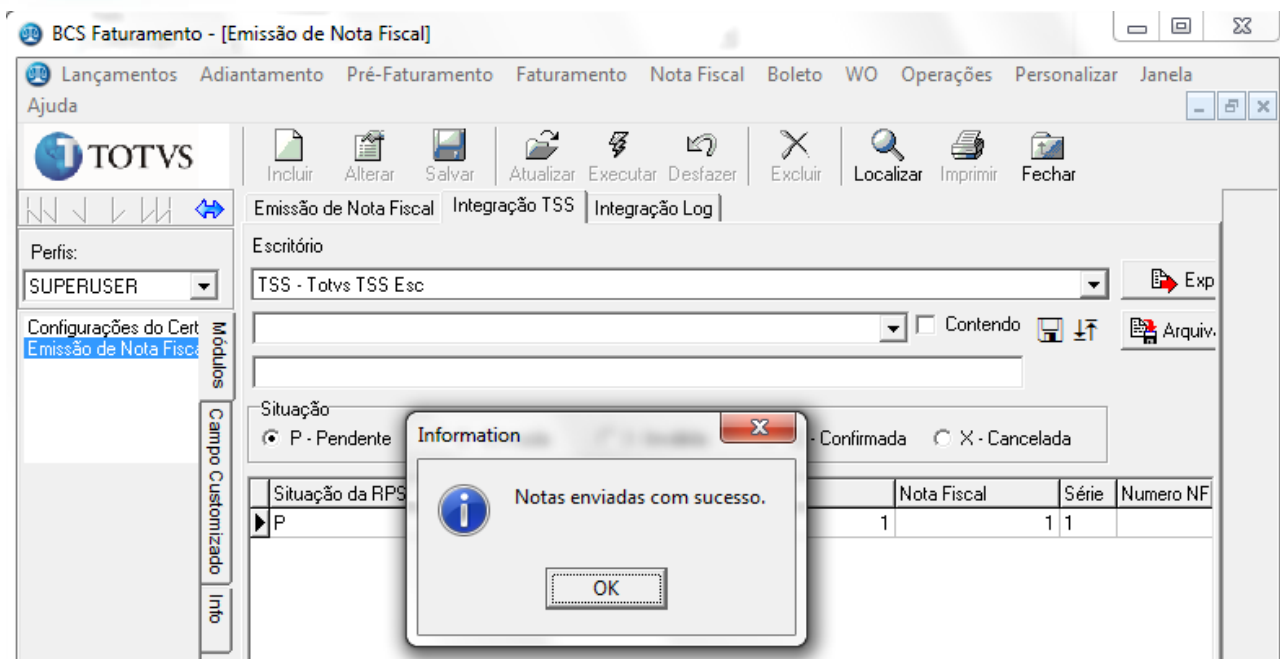 BCS Faturamento - [Emissão de Nota Fiscal]
Lançamentos Adiantamento Pré-Faturamento Faturamento Nota Fiscal Boleto WO Operações Personalizar Janela
Ajuda
TOTVS
Incluir Alterar Salvar Atualizar Executar Desfazer Excluir Localizar Imprimir Fechar
Emissão de Nota Fiscal Integração TSS Integração Log
Perfis:
SUPERUSER
Configurações do Cert
Emissão de Nota Fisca
Módulos
Campo Customizado
Info
Escritório
TSS - Totvs TSS Esc
Exp
Contendo
Arquiv
Situação
P - Pendente
- Confirmada
X - Cancelada
Information
Notas enviadas com sucesso.
OK
Situação da RPS Nota Fiscal Série Numero NF
P 1 1 1